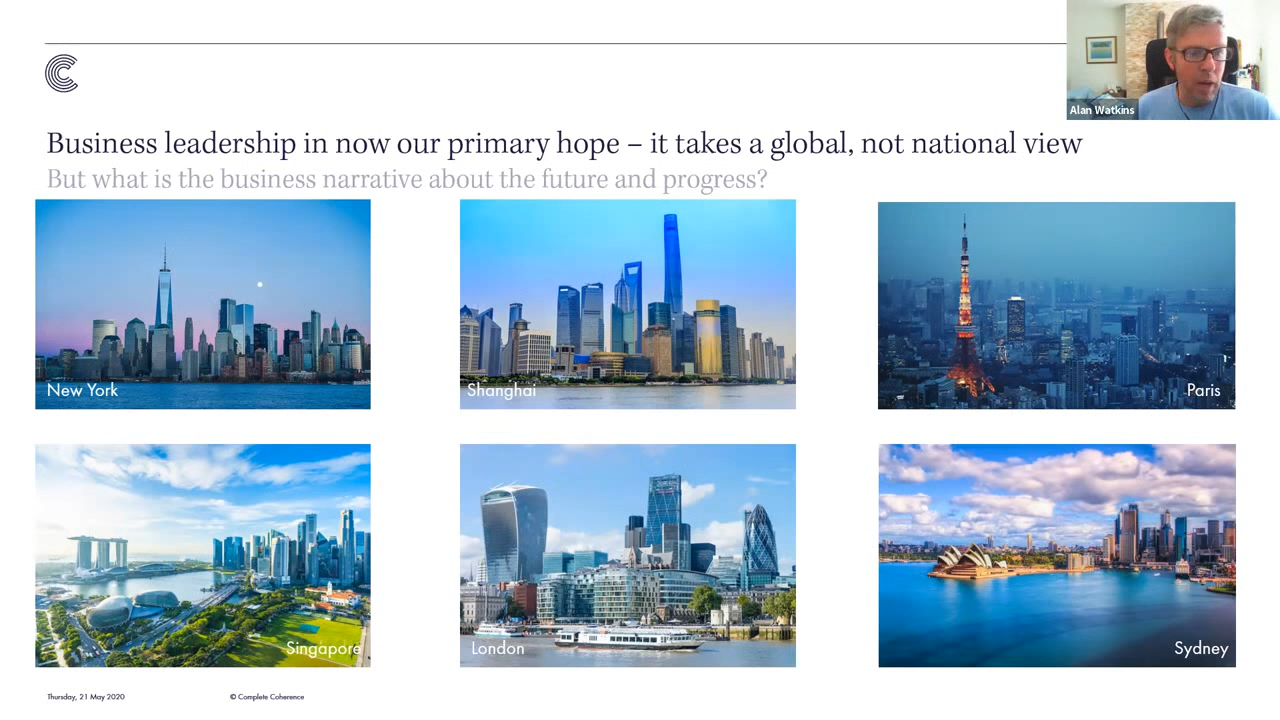 Alan Watkins
Business leadership in now our primary hope – it takes a global, not national view
But what is the business narrative about the future and progress?
New York
Shanghai
Paris
Singapore
London
Sydney
Thursday, 21 May 2020
© Complete Coherence